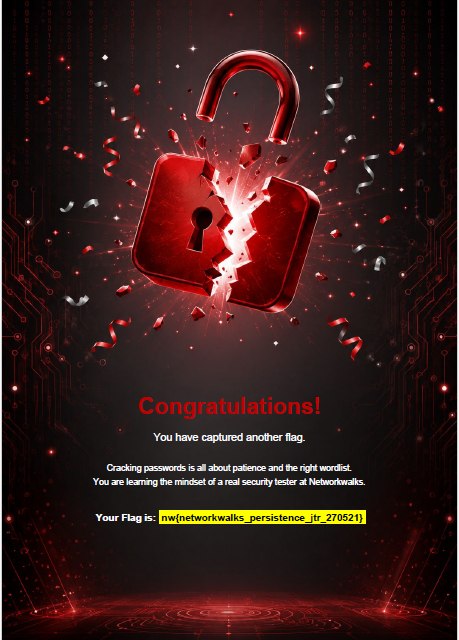 Congratulations!
You have captured another flag.
Cracking passwords is all about patience and the right wordlist.
You are learning the mindset of a real security tester at Networkwalks.
Your Flag is: nw{networkwalks_persistence_jtr_270521}